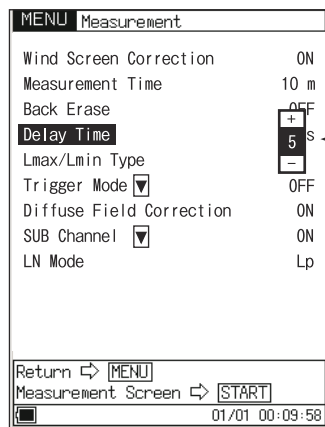 MENU Measurement
Wind Screen Correction ON
Measurement Time 10 m
Back Erase OFF
+
Delay Time 5 s
Lmax/Lmin Type
−
Trigger Mode ▼ OFF
Diffuse Field Correction ON
SUB Channel ▼ ON
LN Mode Lp
Return ⇨ MENU
Measurement Screen ⇨ START
01/01 00:09:58